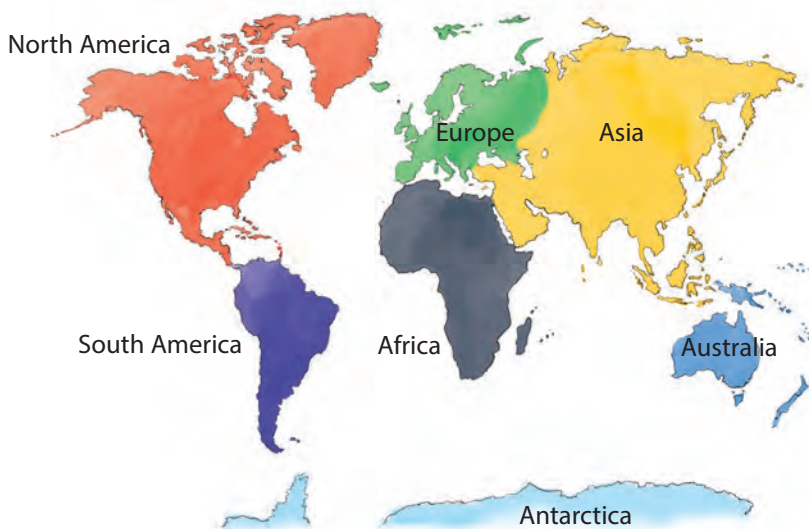 North America
Europe
Asia
South America
Africa
Australia
Antarctica